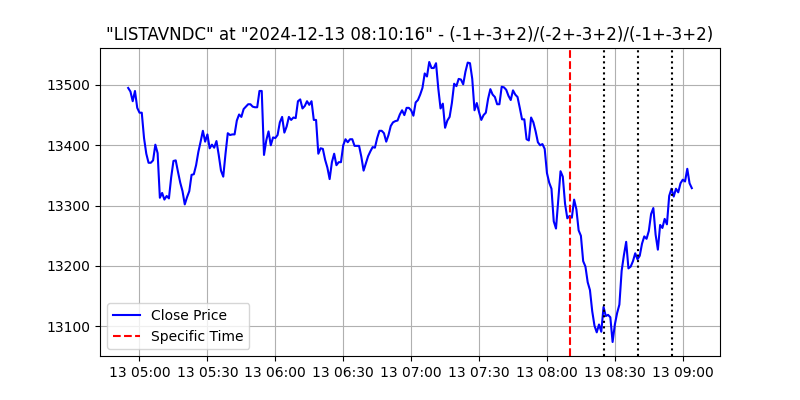 "LISTAVNDC" at "2024-12-13 08:10:16" - (-1+-3+2)/(-2+-3+2)/(-1+-3+2)
13500
13400
13300
13200
13100
Close Price
Specific Time
13 05:00 13 05:30 13 06:00 13 06:30 13 07:00 13 07:30 13 08:00 13 08:30 13 09:00